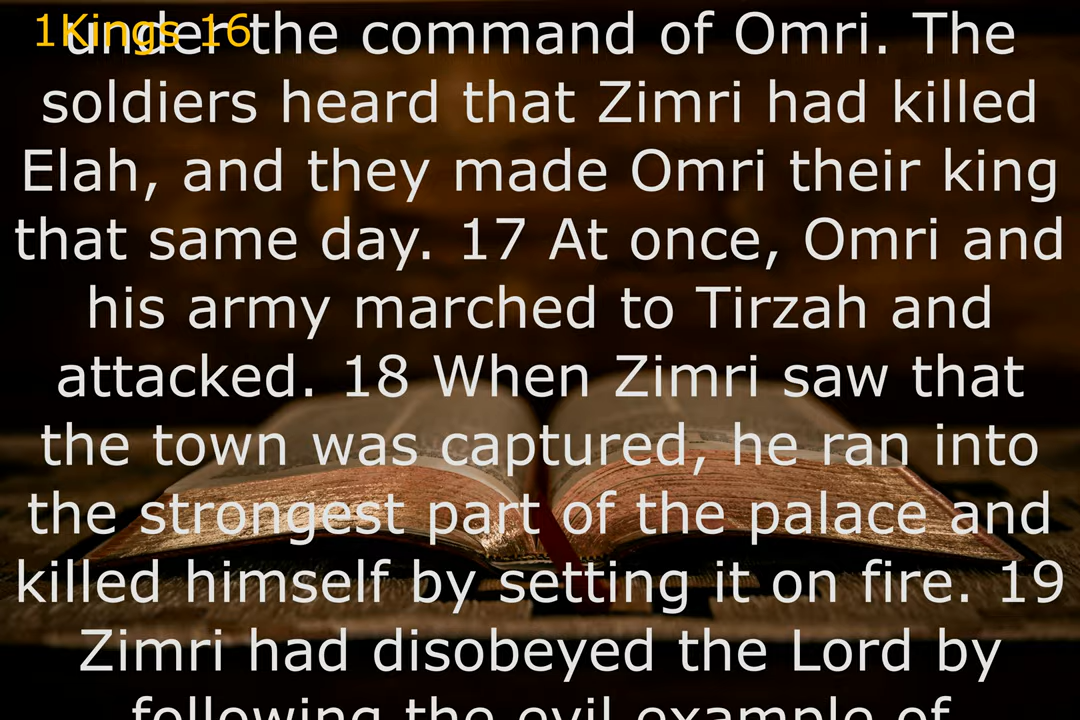 1Kings 16
under the command of Omri. The
soldiers heard that Zimri had killed
Elah, and they made Omri their king
that same day. 17 At once, Omri and
his army marched to Tirzah and
attacked. 18 When Zimri saw that
the town was captured, he ran into
the strongest part of the palace and
killed himself by setting it on fire. 19
Zimri had disobeyed the Lord by
following the evil example of